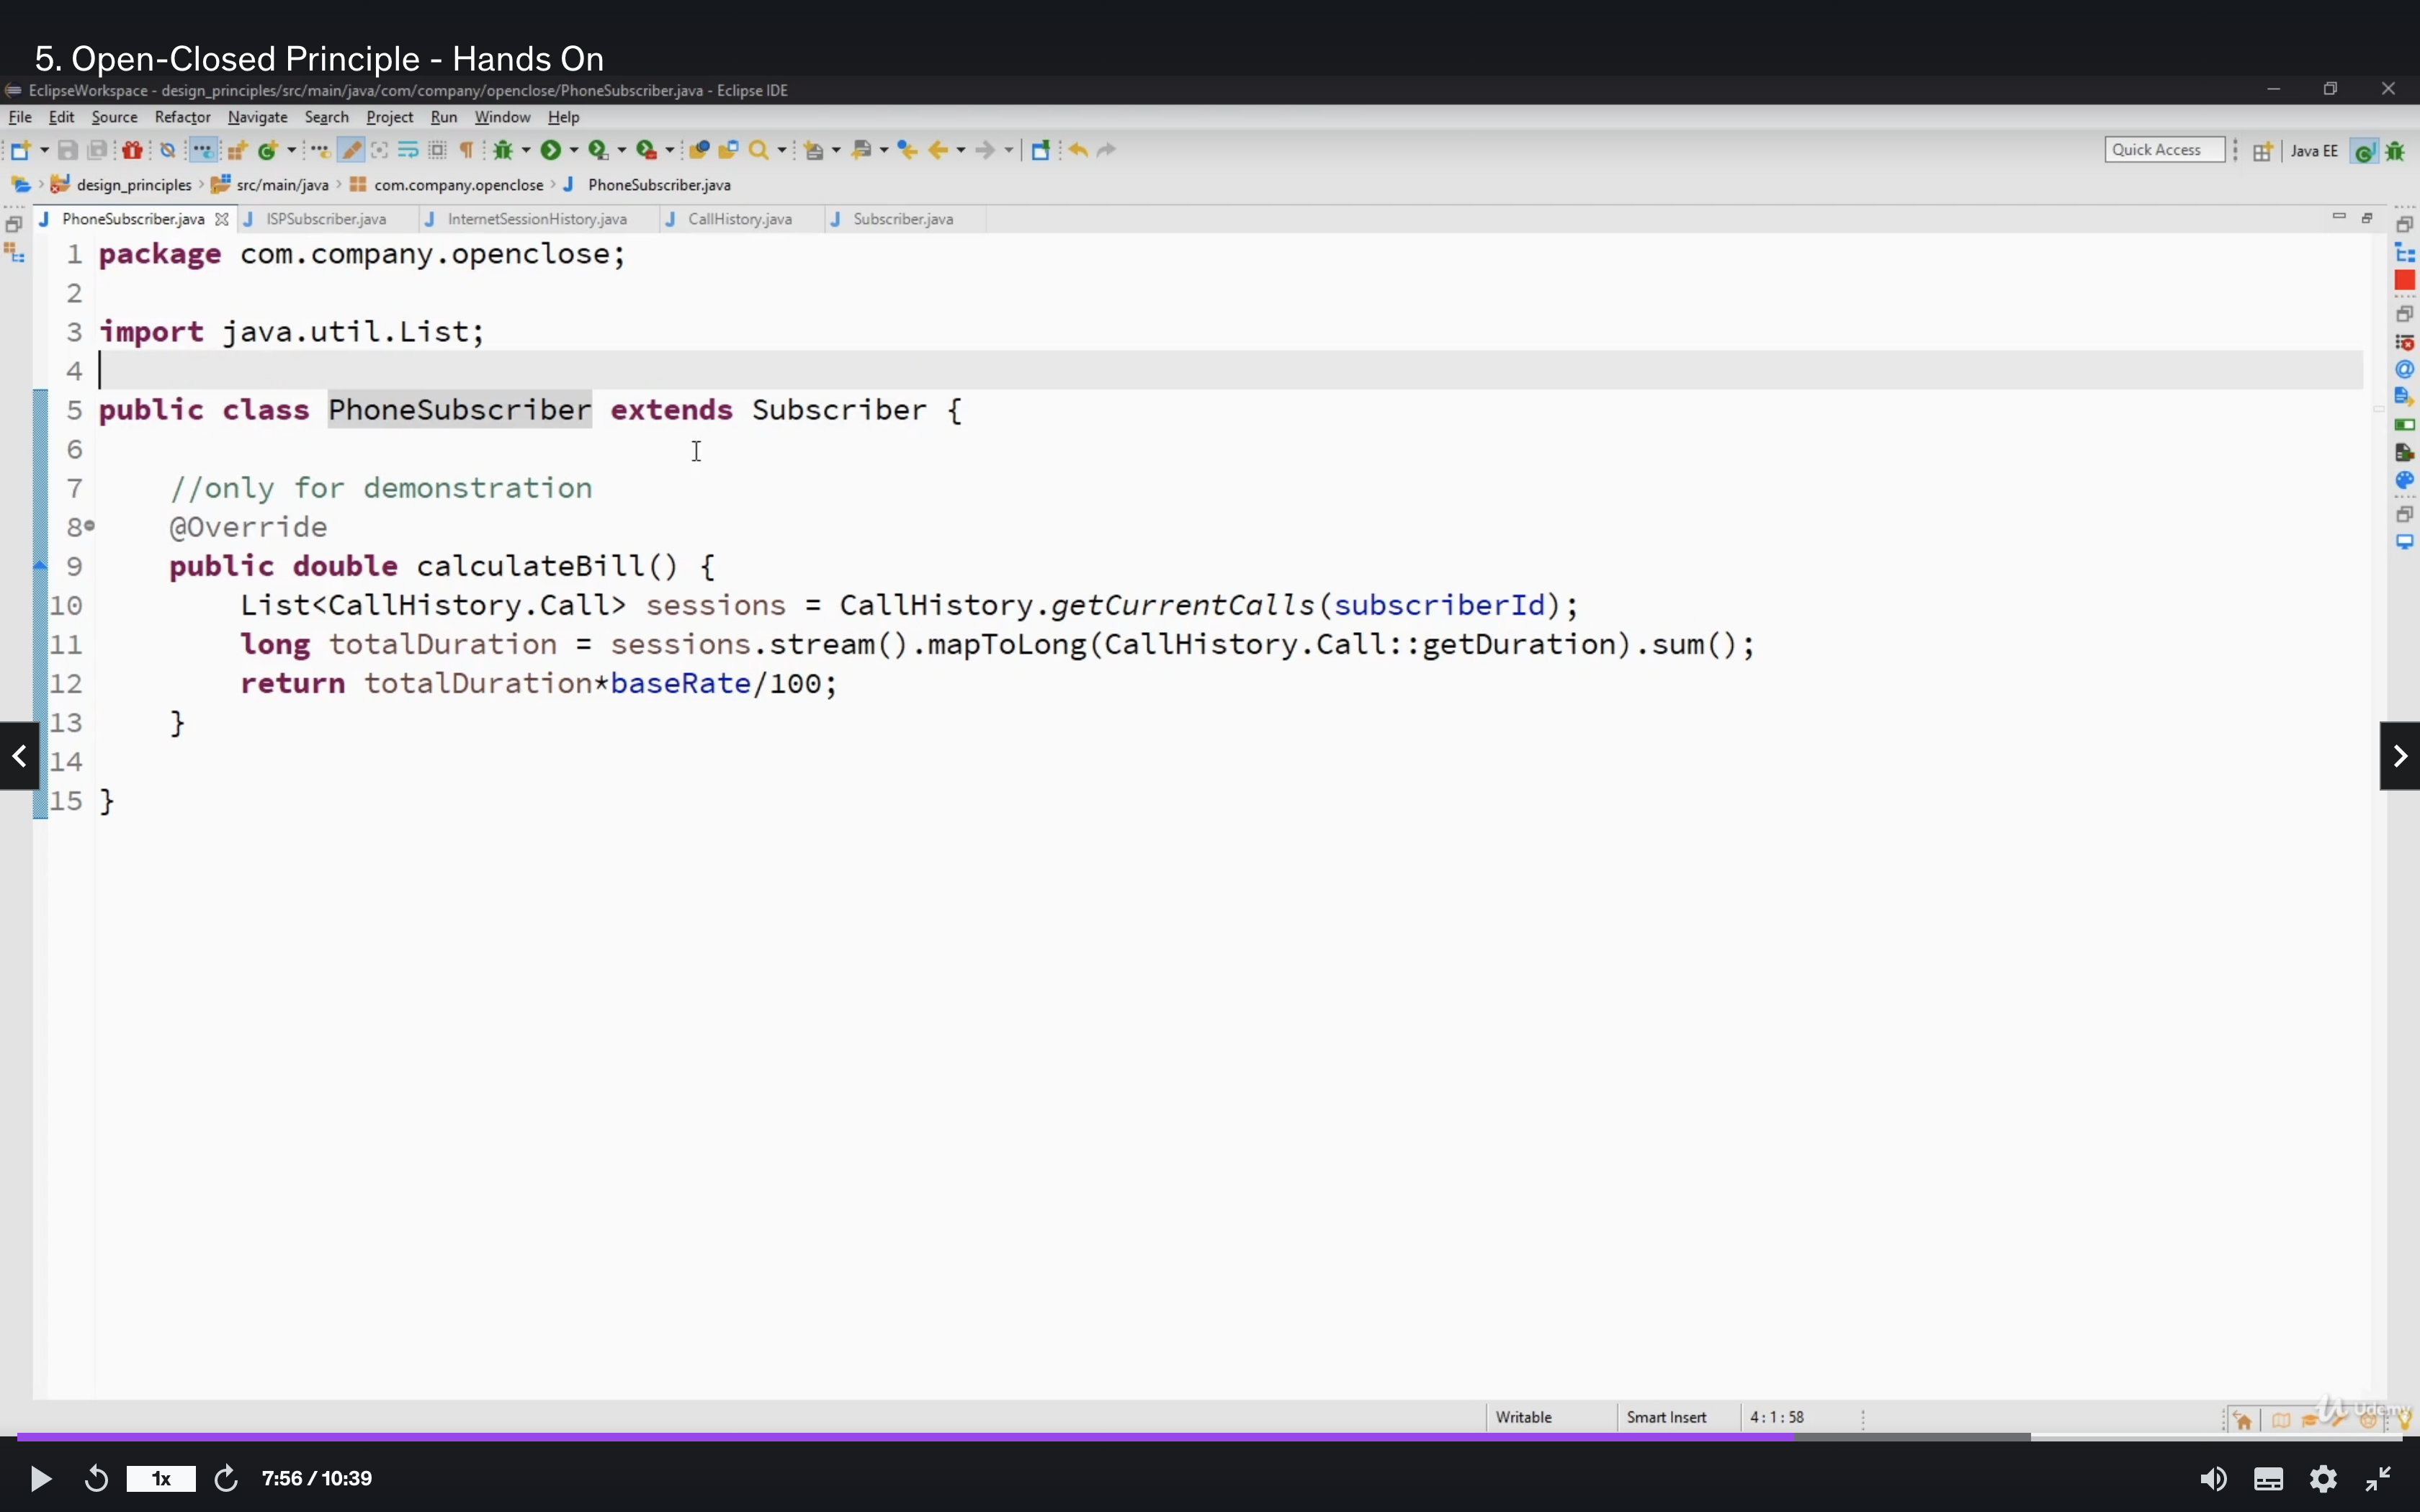 5. Open-Closed Principle - Hands On
EclipseWorkspace - design_principles/src/main/java/com/company/openclose/PhoneSubscriber.java - Eclipse IDE
File Edit Source Refactor Navigate Search Project Run Window Help
Quick Access Java EE
design_principles src/main/java com.company.openclose PhoneSubscriber.java
PhoneSubscriber.java ISPSubscriber.java InternetSessionHistory.java CallHistory.java Subscriber.java
1 package com.company.openclose;
2
3 import java.util.List;
4
5 public class PhoneSubscriber extends Subscriber {
6
7 //only for demonstration
8 @Override
9 public double calculateBill() {
10 List<CallHistory.Call> sessions = CallHistory.getCurrentCalls(subscriberId);
11 long totalDuration = sessions.stream().mapToLong(CallHistory.Call::getDuration).sum();
12 return totalDuration*baseRate/100;
13 }
14
15 }
Writable Smart Insert 4:1:58
Udemy
1x 7:56 / 10:39